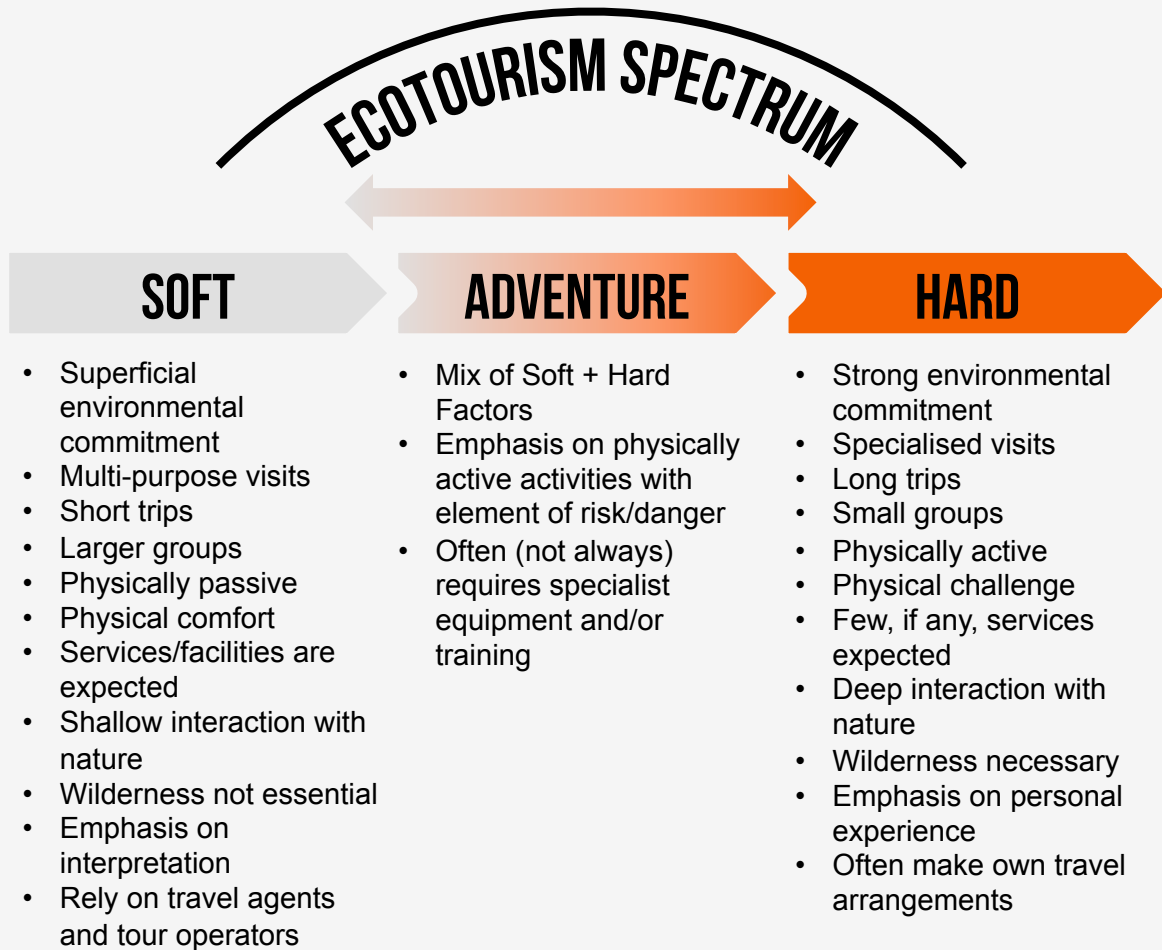 ECOTOURISM SPECTRUM
SOFT
• Superficial
environmental
commitment
• Multi-purpose visits
• Short trips
• Larger groups
• Physically passive
• Physical comfort
• Services/facilities are
expected
• Shallow interaction with
nature
• Wilderness not essential
• Emphasis on
interpretation
• Rely on travel agents
and tour operators
ADVENTURE
• Mix of Soft + Hard
Factors
• Emphasis on physically
active activities with
element of risk/danger
• Often (not always)
requires specialist
equipment and/or
training
HARD
• Strong environmental
commitment
• Specialised visits
• Long trips
• Small groups
• Physically active
• Physical challenge
• Few, if any, services
expected
• Deep interaction with
nature
• Wilderness necessary
• Emphasis on personal
experience
• Often make own travel
arrangements